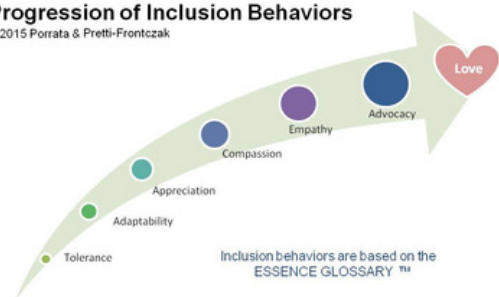 Progression of Inclusion Behaviors
2015 Porrata & Pretti-Frontczak
Love
Advocacy
Empathy
Compassion
Appreciation
Adaptability
Tolerance
Inclusion behaviors are based on the
ESSENCE GLOSSARY ™